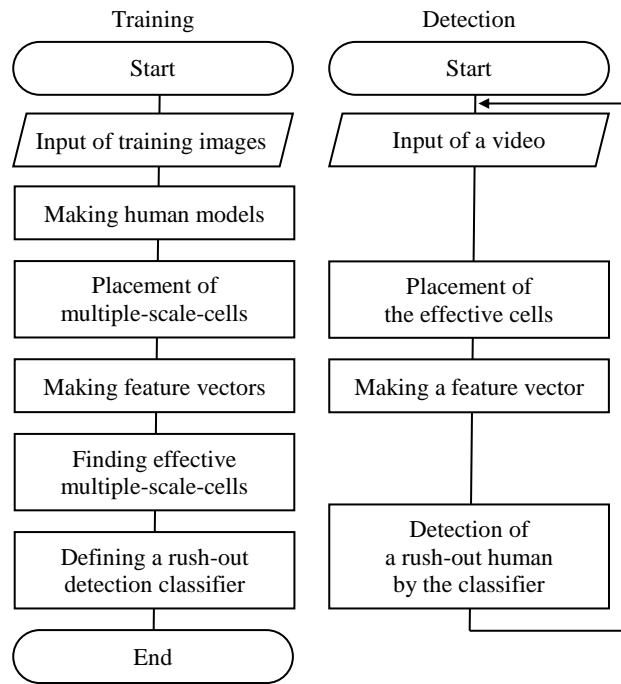 Training
Start
Input of training images
Making human models
Placement of
multiple-scale-cells
Making feature vectors
Finding effective
multiple-scale-cells
Defining a rush-out
detection classifier
End
Detection
Start
Input of a video
Placement of
the effective cells
Making a feature vector
Detection of
a rush-out human
by the classifier